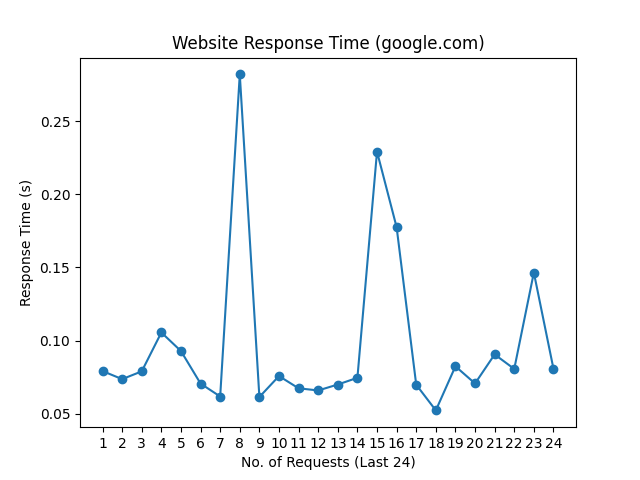 Website Response Time (google.com)
0.25
0.20
0.15
0.10
0.05
Response Time (s)
1 2 3 4 5 6 7 8 9 10 11 12 13 14 15 16 17 18 19 20 21 22 23 24
No. of Requests (Last 24)